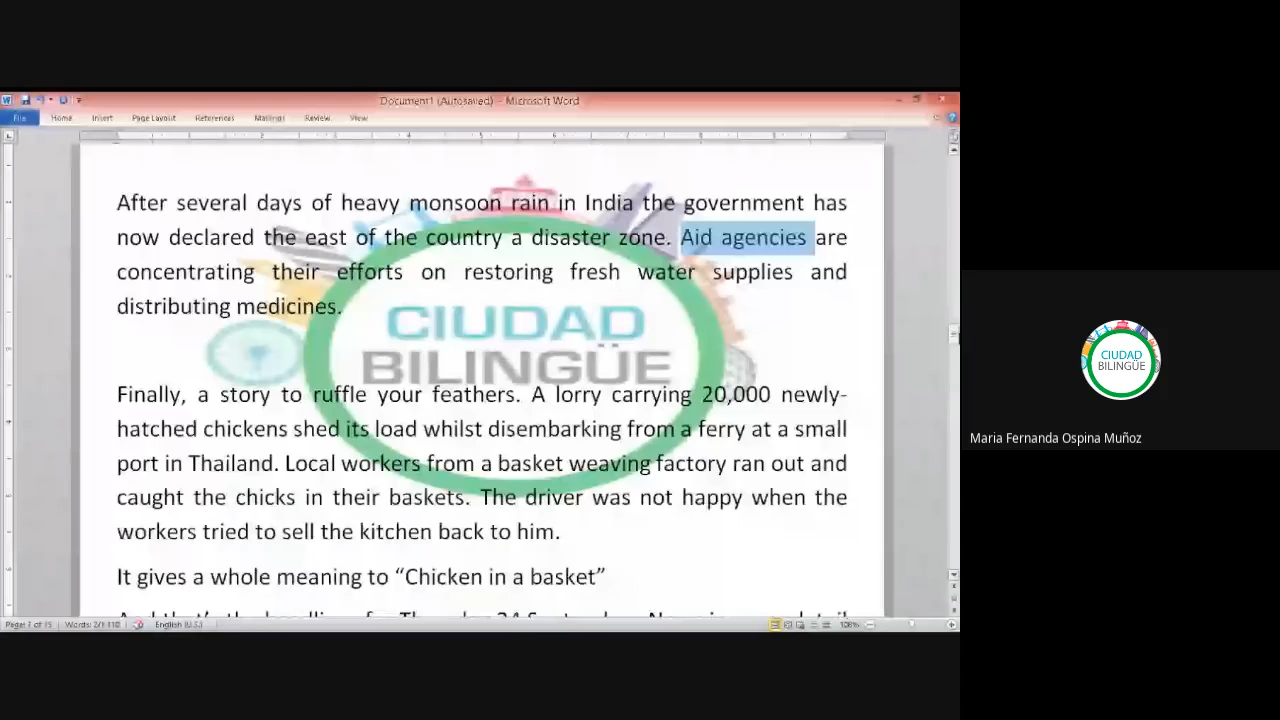 Document1 (Autosaved) - Microsoft Word
File Home Insert Page Layout References Mailings Review View
After several days of heavy monsoon rain in India the government has
now declared the east of the country a disaster zone. Aid agencies are
concentrating their efforts on restoring fresh water supplies and
distributing medicines.
CIUDAD
BILINGÜE
Finally, a story to ruffle your feathers. A lorry carrying 20,000 newly-
hatched chickens shed its load whilst disembarking from a ferry at a small
port in Thailand. Local workers from a basket weaving factory ran out and
caught the chicks in their baskets. The driver was not happy when the
workers tried to sell the kitchen back to him.
It gives a whole meaning to “Chicken in a basket”
English (U.S.)
CIUDAD
BILINGÜE
Maria Fernanda Ospina Muñoz